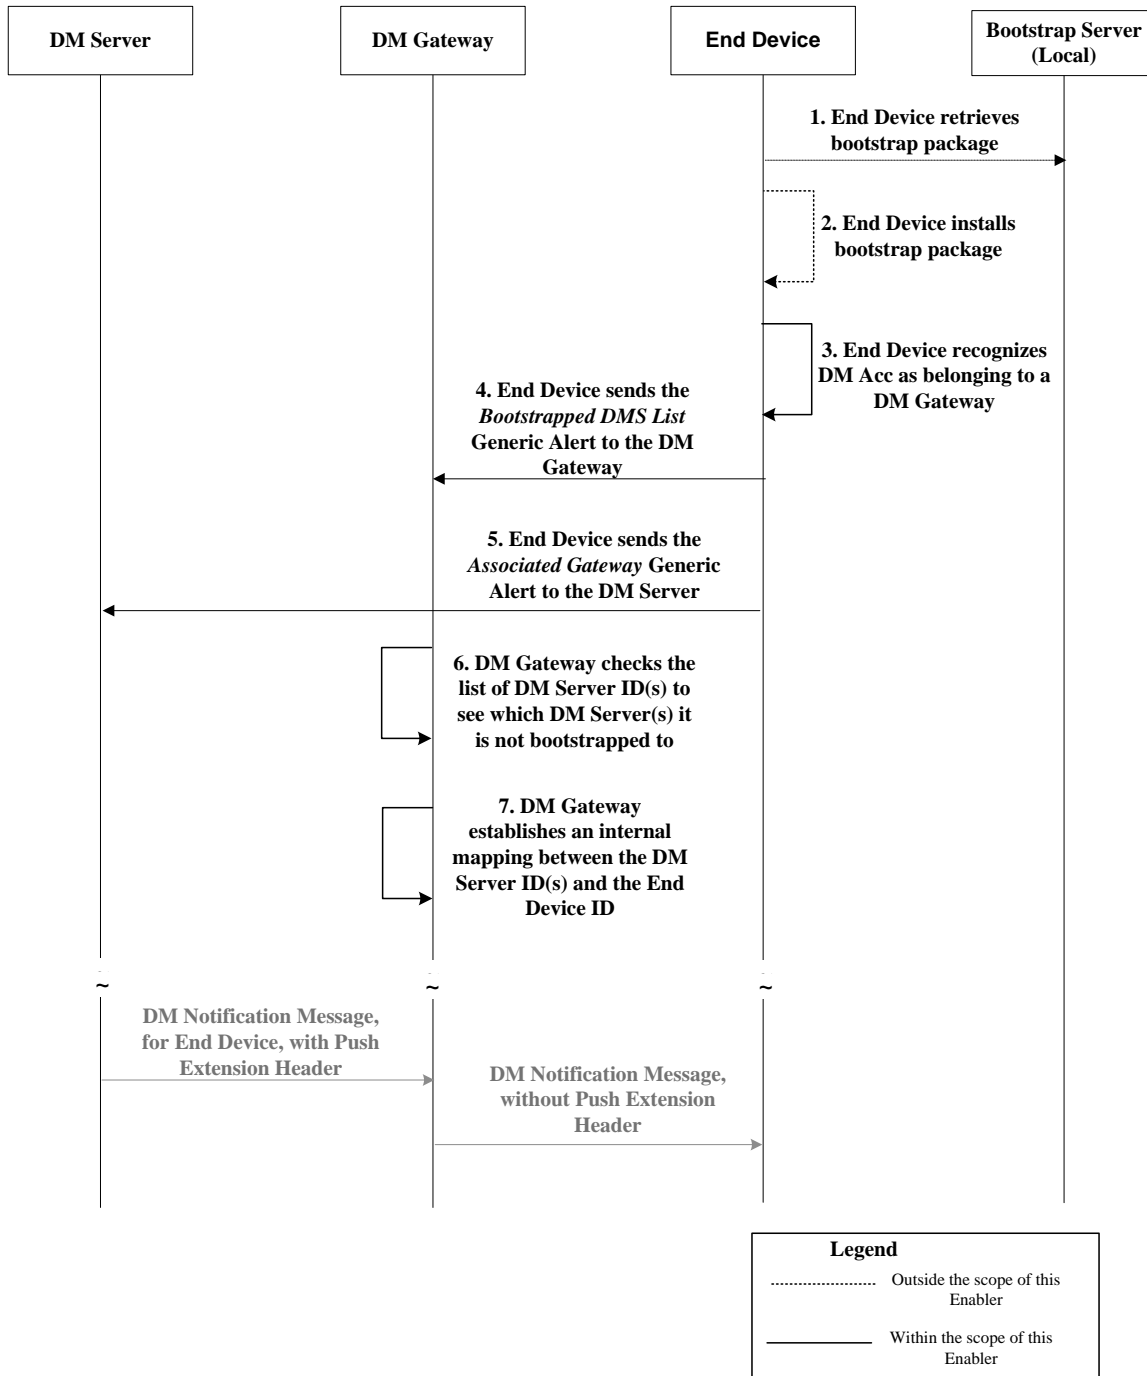 DM Server
DM Gateway
End Device
Bootstrap Server
(Local)
1. End Device retrieves
bootstrap package
2. End Device installs
bootstrap package
3. End Device recognizes
DM Acc as belonging to a
DM Gateway
4. End Device sends the
Bootstrapped DMS List
Generic Alert to the DM
Gateway
5. End Device sends the
Associated Gateway Generic
Alert to the DM Server
6. DM Gateway checks the
list of DM Server ID(s) to
see which DM Server(s) it
is not bootstrapped to
7. DM Gateway
establishes an internal
mapping between the DM
Server ID(s) and the End
Device ID
~
~
~
DM Notification Message,
for End Device, with Push
Extension Header
DM Notification Message,
without Push Extension
Header
Legend
Outside the scope of this
Enabler
Within the scope of this
Enabler